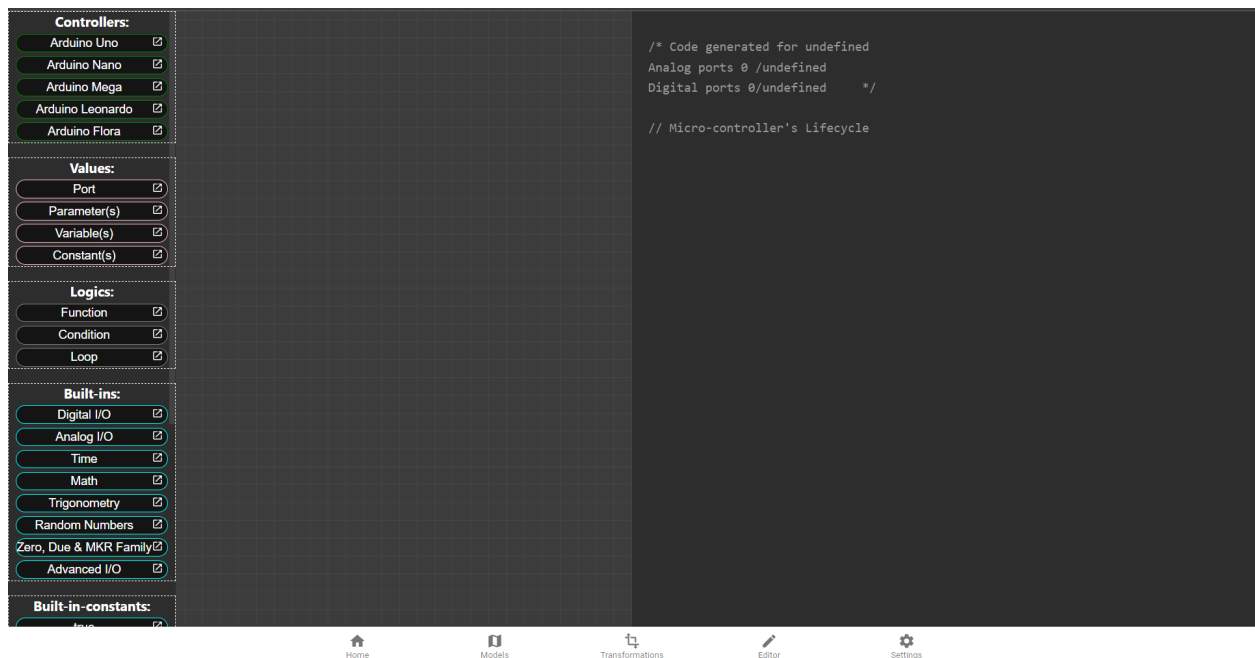 Controllers:
Arduino Uno
Arduino Nano
Arduino Mega
Arduino Leonardo
Arduino Flora
Values:
Port
Parameter(s)
Variable(s)
Constant(s)
Logics:
Function
Condition
Loop
Built-ins:
Digital I/O
Analog I/O
Time
Math
Trigonometry
Random Numbers
Zero, Due & MKR Family
Advanced I/O
Built-in-constants:
true
/* Code generated for undefined
Analog ports 0 /undefined
Digital ports 0/undefined */
// Micro-controller's Lifecycle
Home
Models
Transformations
Editor
Settings